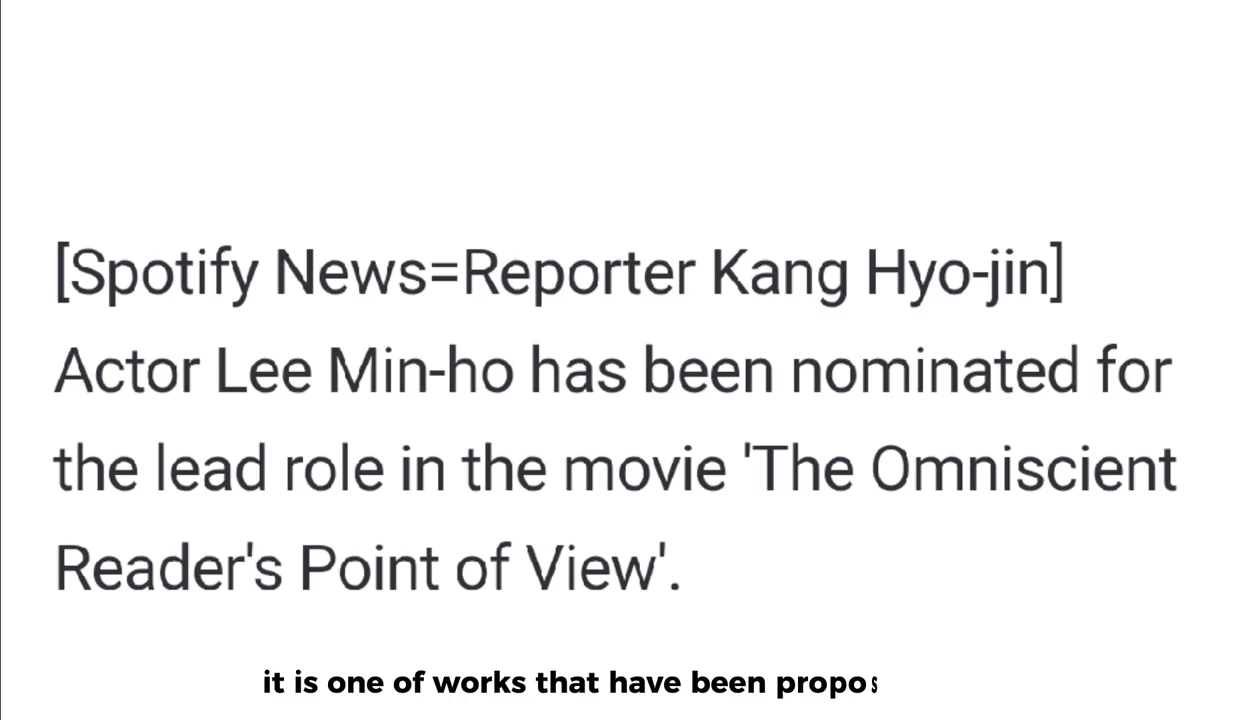 [Spotify News=Reporter Kang Hyo-jin]
Actor Lee Min-ho has been nominated for
the lead role in the movie 'The Omniscient
Reader's Point of View'.
it is one of works that have been propos